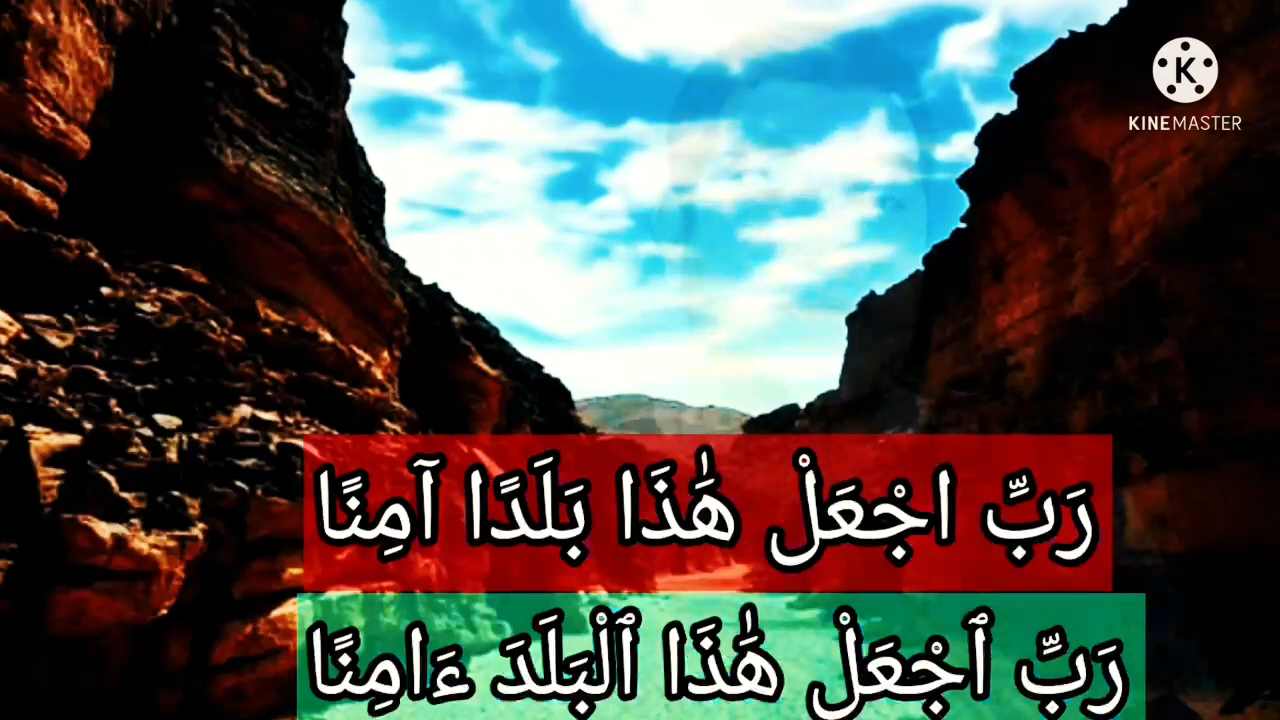 KINEMASTER
رَبِّ اجْعَلْ هَٰذَا بَلَدًا آمِنًا
رَبِّ ٱجْعَلْ هَٰذَا ٱلْبَلَدَ ءَامِنًا